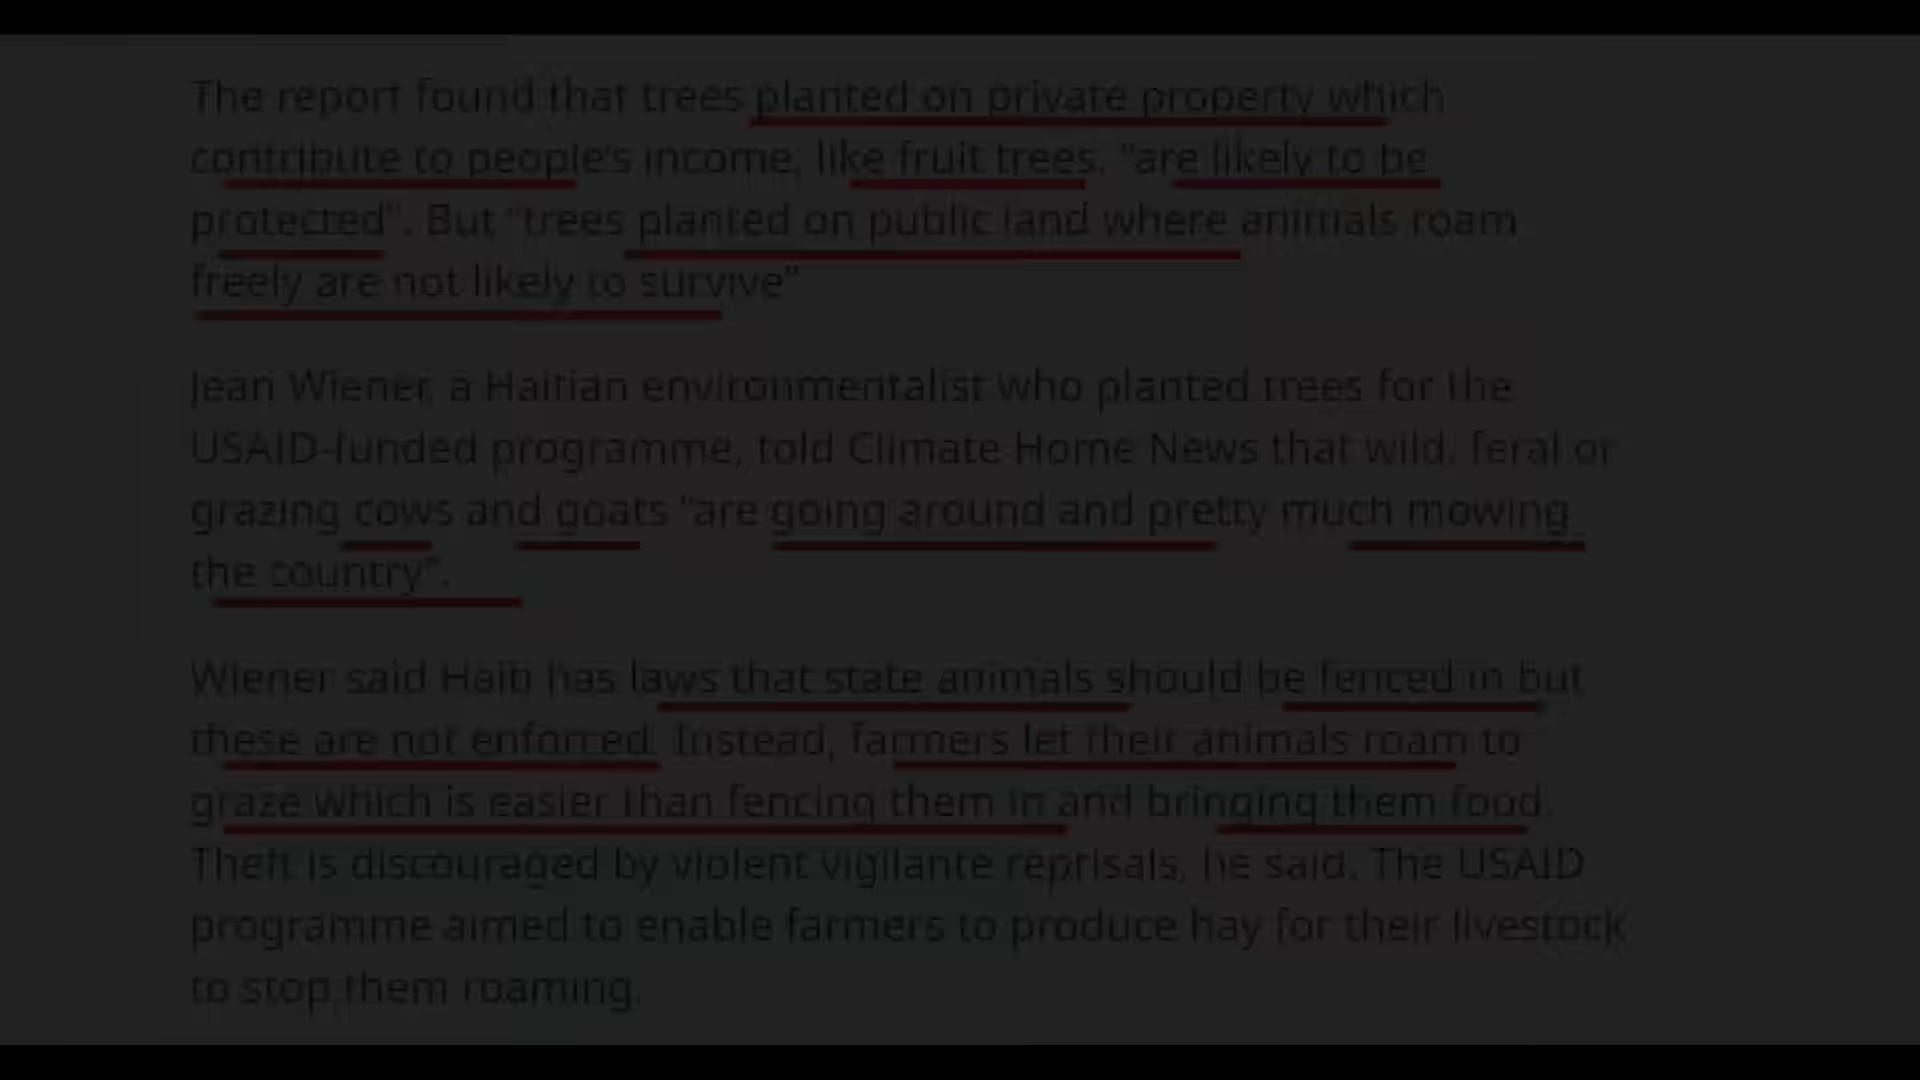 The report found that trees planted on private property which
contribute to people's income, like fruit trees, "are likely to be
protected". But "trees planted on public land where animals roam
freely are not likely to survive"
Jean Wiener, a Haitian environmentalist who planted trees for the
USAID-funded programme, told Climate Home News that wild, feral or
grazing cows and goats "are going around and pretty much mowing
the country".
Wiener said Haiti has laws that state animals should be fenced in but
these are not enforced. Instead, farmers let their animals roam to
graze which is easier than fencing them in and bringing them food.
Theft is discouraged by violent vigilante reprisals, he said. The USAID
programme aimed to enable farmers to produce hay for their livestock
to stop them roaming.